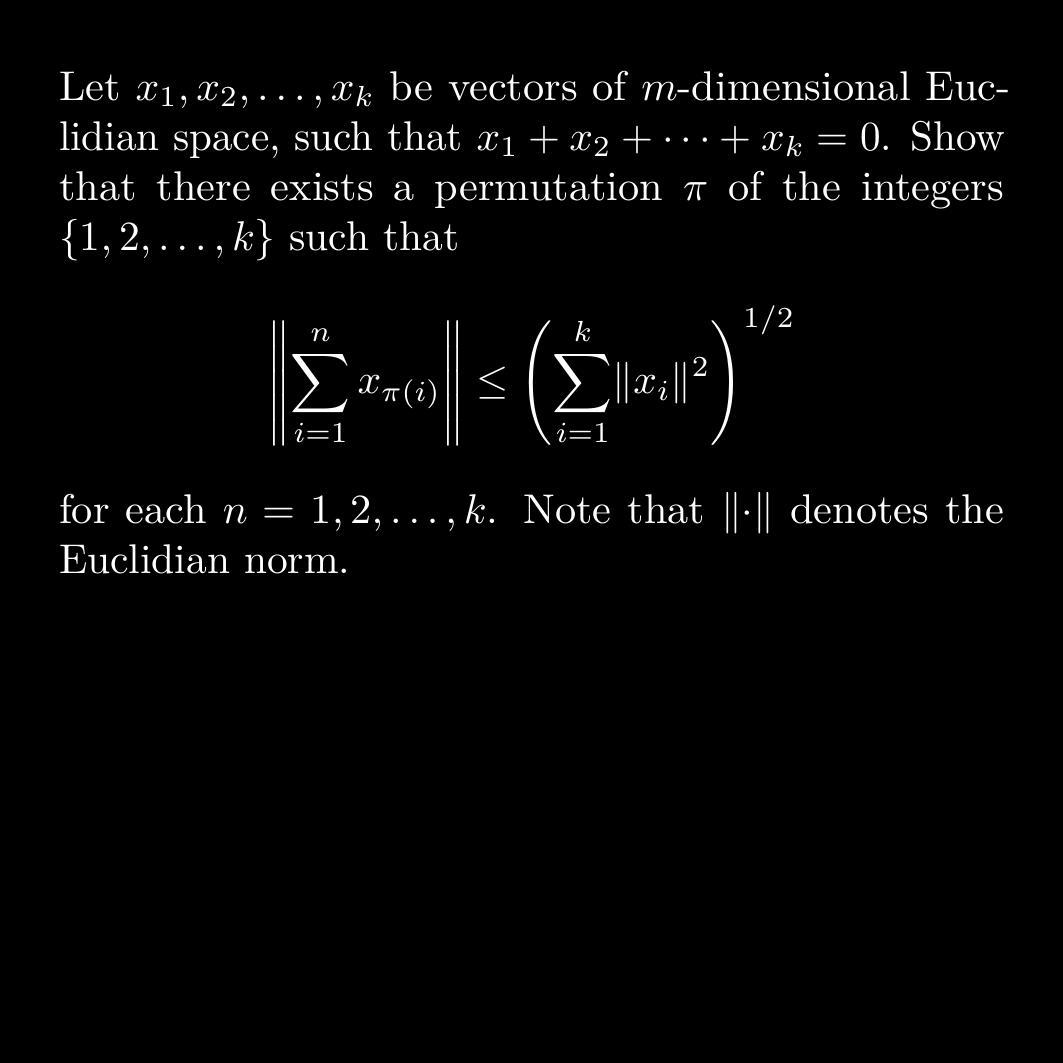 Let $x_1, x_2, \ldots, x_k$ be vectors of $m$-dimensional Euc-
lidian space, such that $x_1 + x_2 + \cdots + x_k = 0$. Show
that there exists a permutation $\pi$ of the integers
$\{1, 2, \ldots, k\}$ such that
$$\left\| \sum_{i=1}^{n} x_{\pi(i)} \right\| \leq \left( \sum_{i=1}^{k} \|x_i\|^2 \right)^{1/2}$$
for each $n = 1, 2, \ldots, k$. Note that $\|\cdot\|$ denotes the
Euclidian norm.